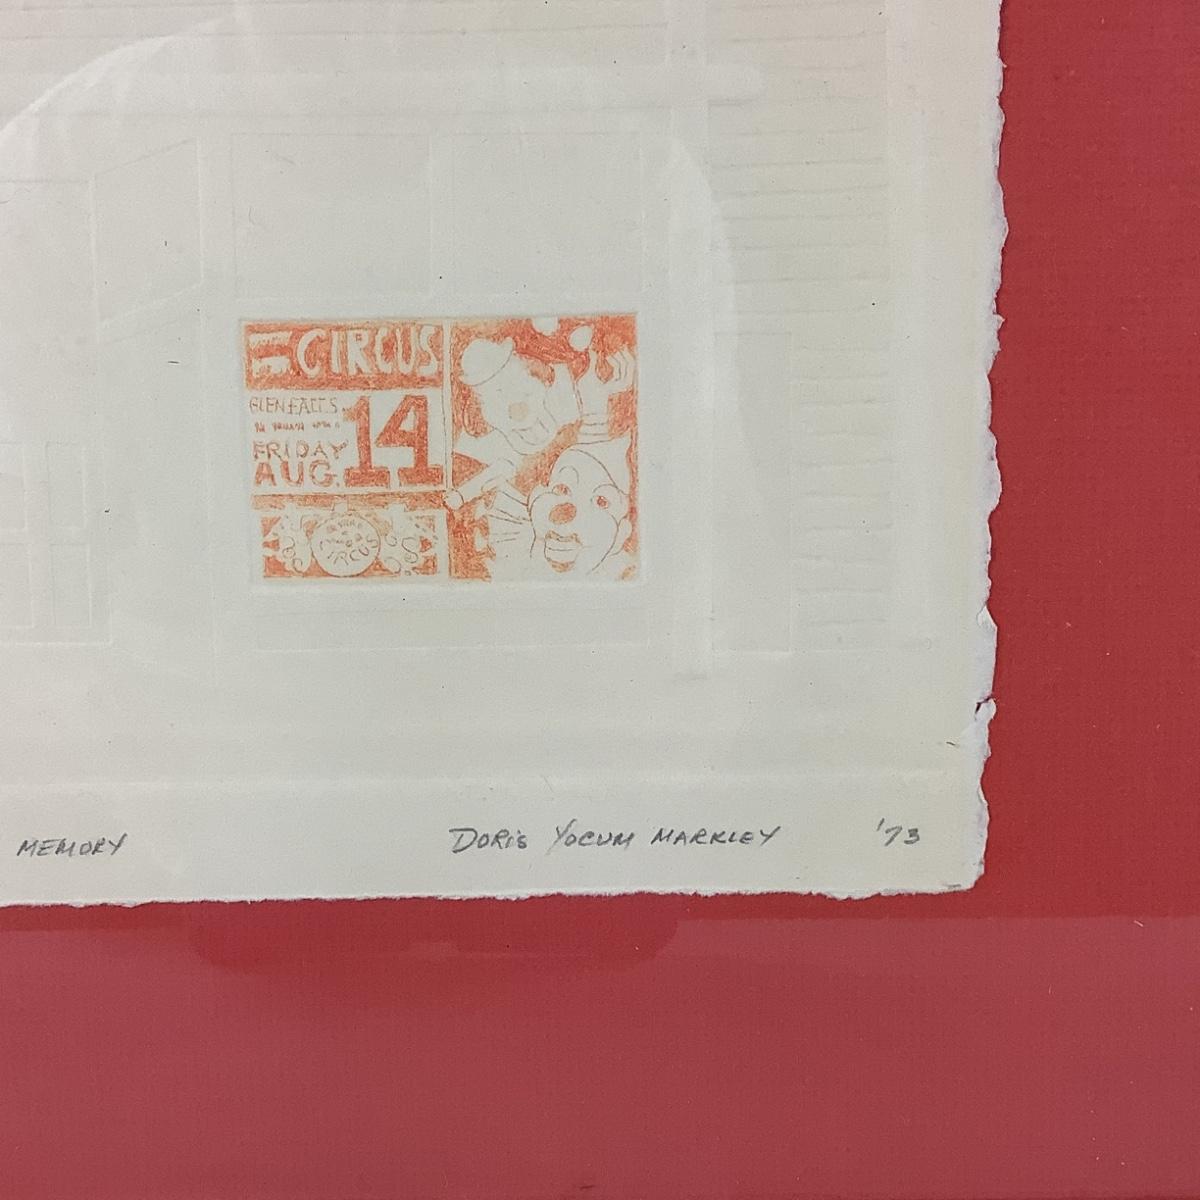 CIRCUS
GLEN FALLS
FRIDAY
AUG. 14
CIRCUS
MEMORY
DORIS YOCUM MARKLEY '73